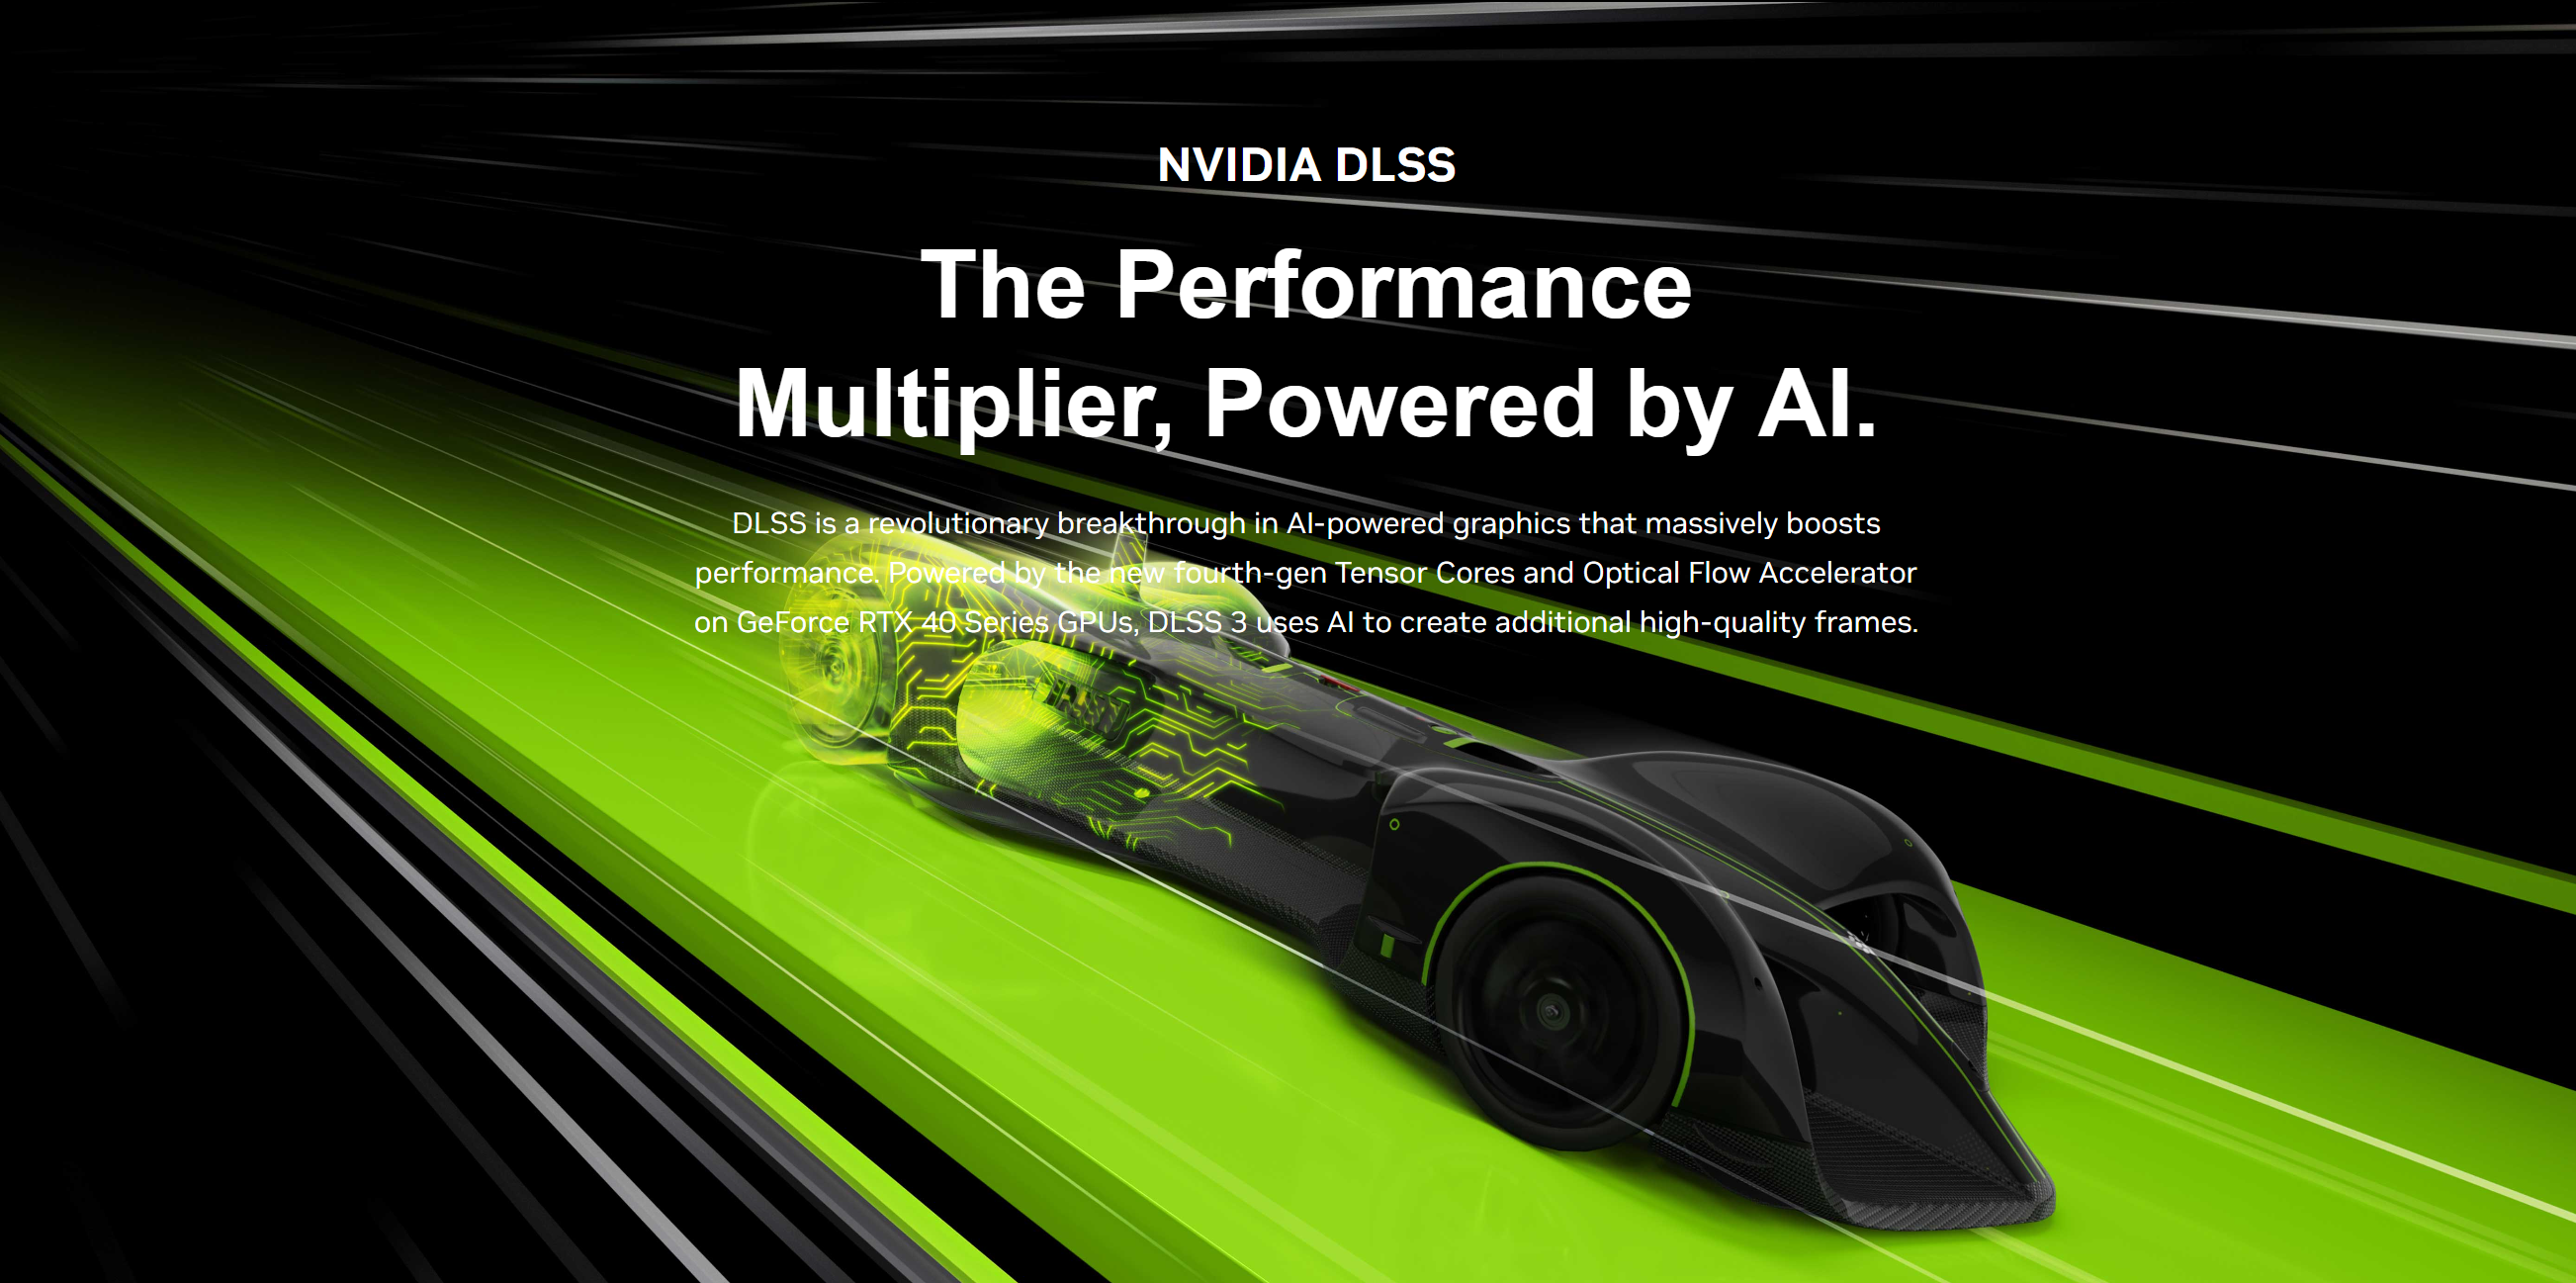 NVIDIA DLSS
The Performance
Multiplier, Powered by AI.
DLSS is a revolutionary breakthrough in AI-powered graphics that massively boosts
performance. Powered by the new fourth-gen Tensor Cores and Optical Flow Accelerator
on GeForce RTX 40 Series GPUs, DLSS 3 uses AI to create additional high-quality frames.